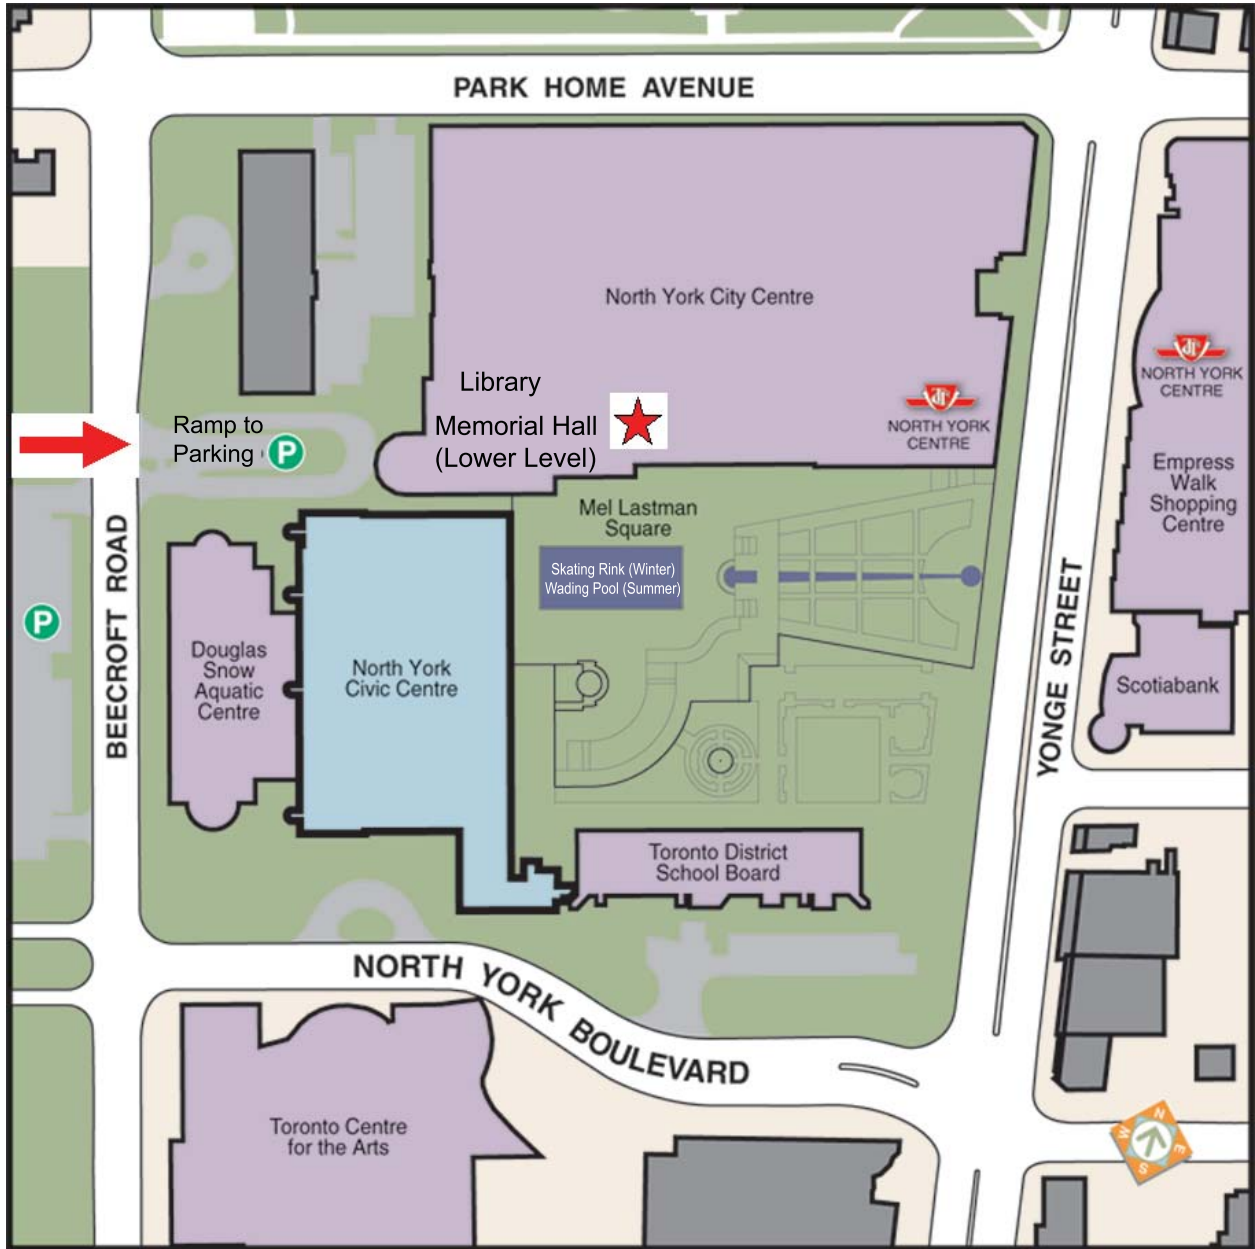 PARK HOME AVENUE
North York City Centre
Library
Memorial Hall
(Lower Level)
NORTH YORK
CENTRE
NORTH YORK
CENTRE
Ramp to
Parking P
Empress
Walk
Shopping
Centre
Mel Lastman
Square
Skating Rink (Winter)
Wading Pool (Summer)
BEECROFT ROAD
P
Douglas
Snow
Aquatic
Centre
North York
Civic Centre
YONGE STREET
Scotiabank
Toronto District
School Board
NORTH YORK BOULEVARD
Toronto Centre
for the Arts
N
W
E
S